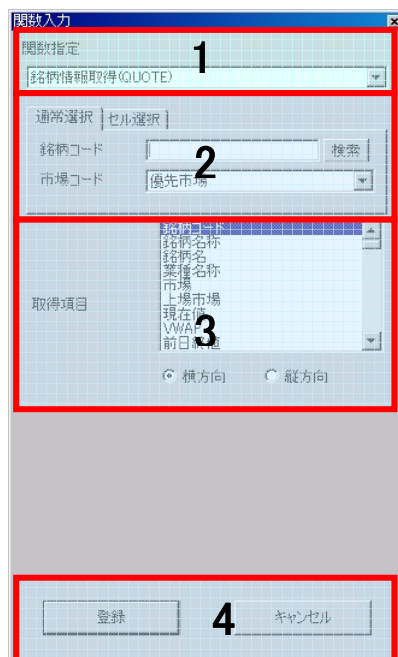 関数入力
関数指定
1
銘柄情報取得(QUOTE)
通常選択 セル選択
銘柄コード 検索
2
市場コード 優先市場
銘柄コード
銘柄名称
銘柄名
業種名称
市場
取得項目 上場市場
現在値
VWAP
3
前日終値
横方向 縦方向
登録 4 キャンセル